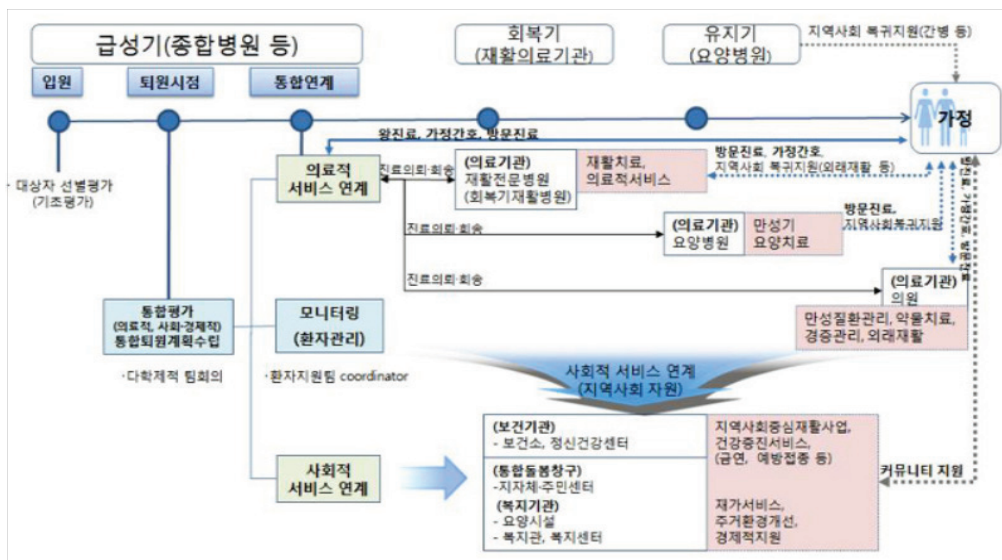 급성기(종합병원 등)
회복기
(재활의료기관)
유지기
(요양병원)
지역사회 복귀지원(간병 등)
입원
퇴원시점
통합연계
가정
왕진료, 가정간호, 방문진료
· 대상자 선별평가
(기초평가)
의료적
서비스 연계
진료의뢰·회송
(의료기관)
재활전문병원
(회복기재활병원)
재활치료,
의료적서비스
방문진료, 가정간호,
지역사회 복귀지원(외래재활 등)
진료의뢰·회송
(의료기관)
요양병원
만성기
요양치료
방문진료,
지역사회복귀지원
진료의뢰·회송
(의료기관)
의원
만성질환관리, 약물치료,
경증관리, 외래재활
통합평가
(의료적, 사회·경제적)
통합퇴원계획수립
·다학제적 팀회의
모니터링
(환자관리)
·환자지원팀 coordinator
사회적 서비스 연계
(지역사회 자원)
사회적
서비스 연계
(보건기관)
- 보건소, 정신건강센터
지역사회중심재활사업,
건강증진서비스,
(금연, 예방접종 등)
(통합돌봄창구)
-지자체·주민센터
(복지기관)
- 요양시설
- 복지관, 복지센터
재가서비스,
주거환경개선,
경제적지원
커뮤니티 지원